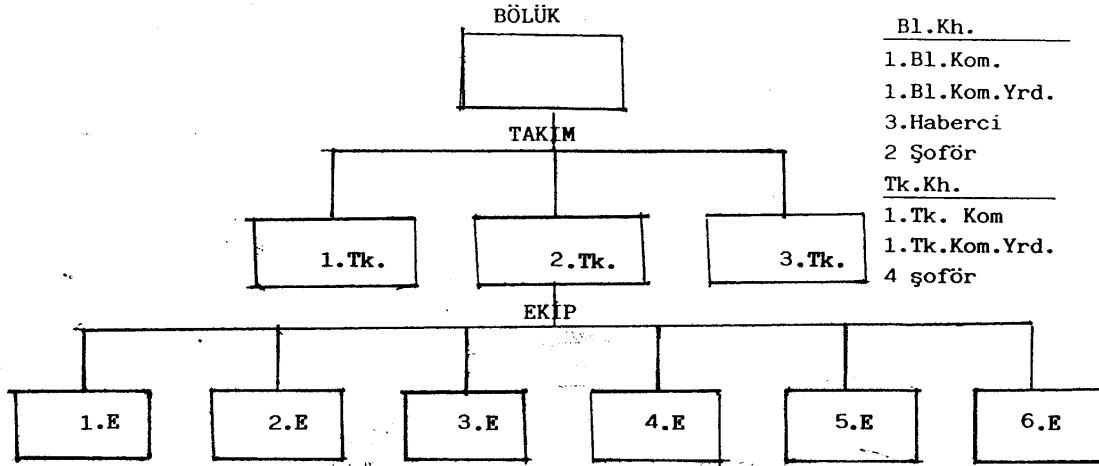 BÖLÜK
TAKIM
1.Tk.
2.Tk.
3.Tk.
EKİP
1.E
2.E
3.E
4.E
5.E
6.E
Bl.Kh.
1.Bl.Kom.
1.Bl.Kom.Yrd.
3.Haberci
2 Şoför
Tk.Kh.
1.Tk. Kom
1.Tk.Kom.Yrd.
4 şoför